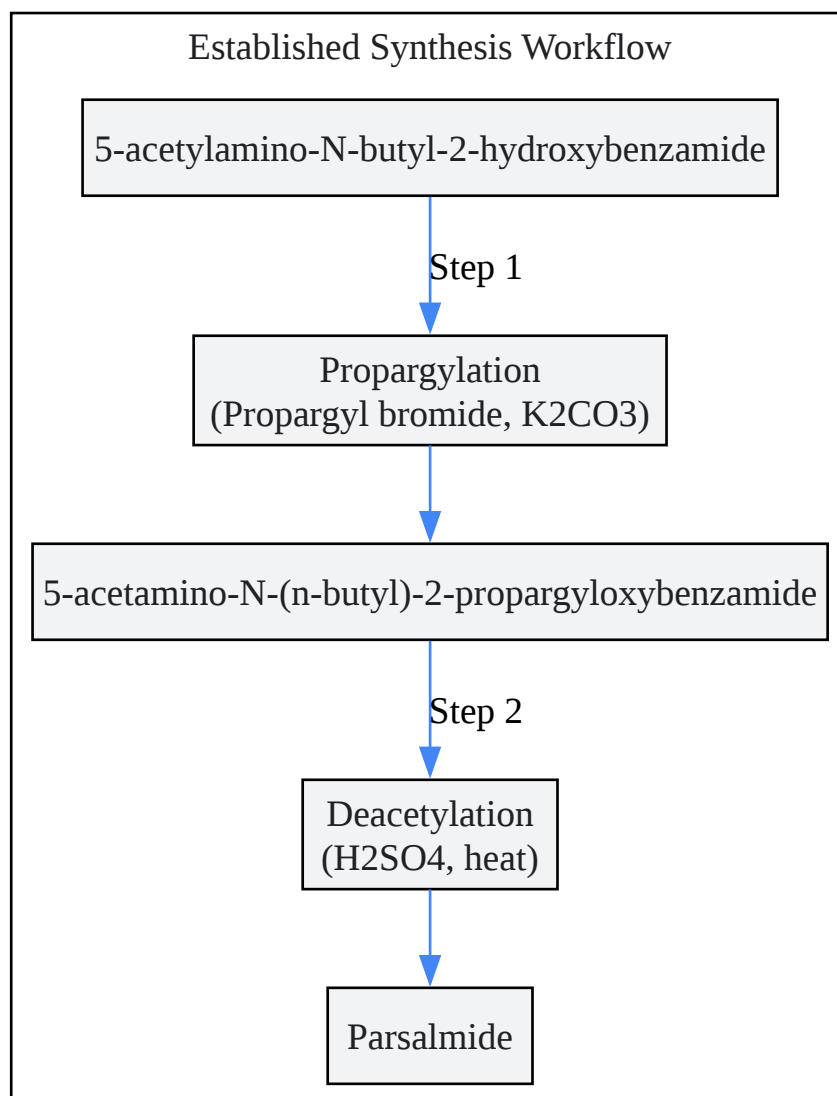 Established Synthesis Workflow
5-acetylamino-N-butyl-2-hydroxybenzamide
Step 1
Propargylation
(Propargyl bromide, K2CO3)
5-acetamino-N-(n-butyl)-2-propargyloxybenzamide
Step 2
Deacetylation
(H2SO4, heat)
Parsalmide